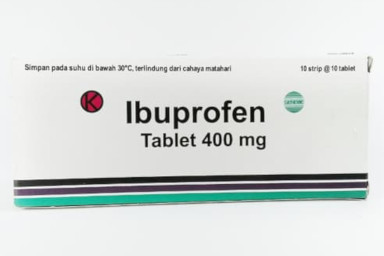 Simpan pada suhu di bawah 30°C, terlindung dari cahaya matahari
10 strip @ 10 tablet
K
Ibuprofen
Tablet 400 mg